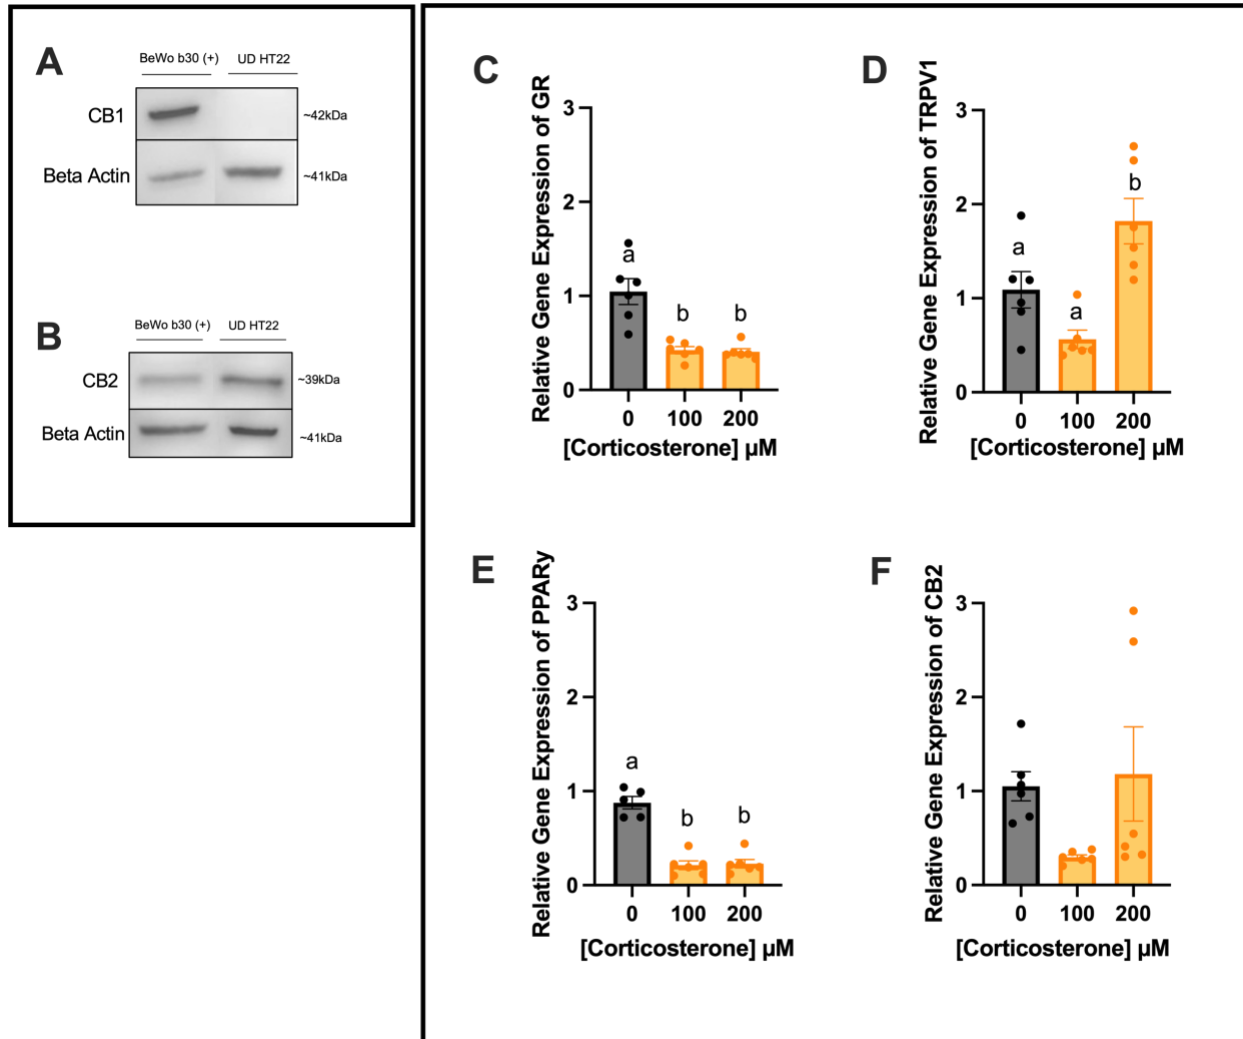 A
BeWo b30 (+) UD HT22
CB1 ~42kDa
Beta Actin ~41kDa
B
BeWo b30 (+) UD HT22
CB2 ~39kDa
Beta Actin ~41kDa
C
Relative Gene Expression of GR
3
2
1
0
a
b
b
0 100 200
[Corticosterone] µM
D
Relative Gene Expression of TRPV1
3
2
1
0
a
a
b
0 100 200
[Corticosterone] µM
E
Relative Gene Expression of PPARy
3
2
1
0
a
b
b
0 100 200
[Corticosterone] µM
F
Relative Gene Expression of CB2
3
2
1
0
0 100 200
[Corticosterone] µM